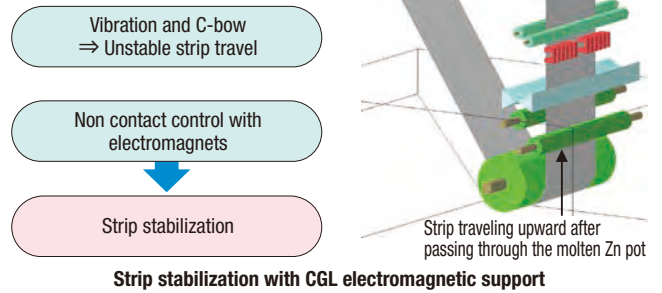 Vibration and C-bow
⇒ Unstable strip travel
Non contact control with
electromagnets
Strip stabilization
Strip traveling upward after
passing through the molten Zn pot
Strip stabilization with CGL electromagnetic support